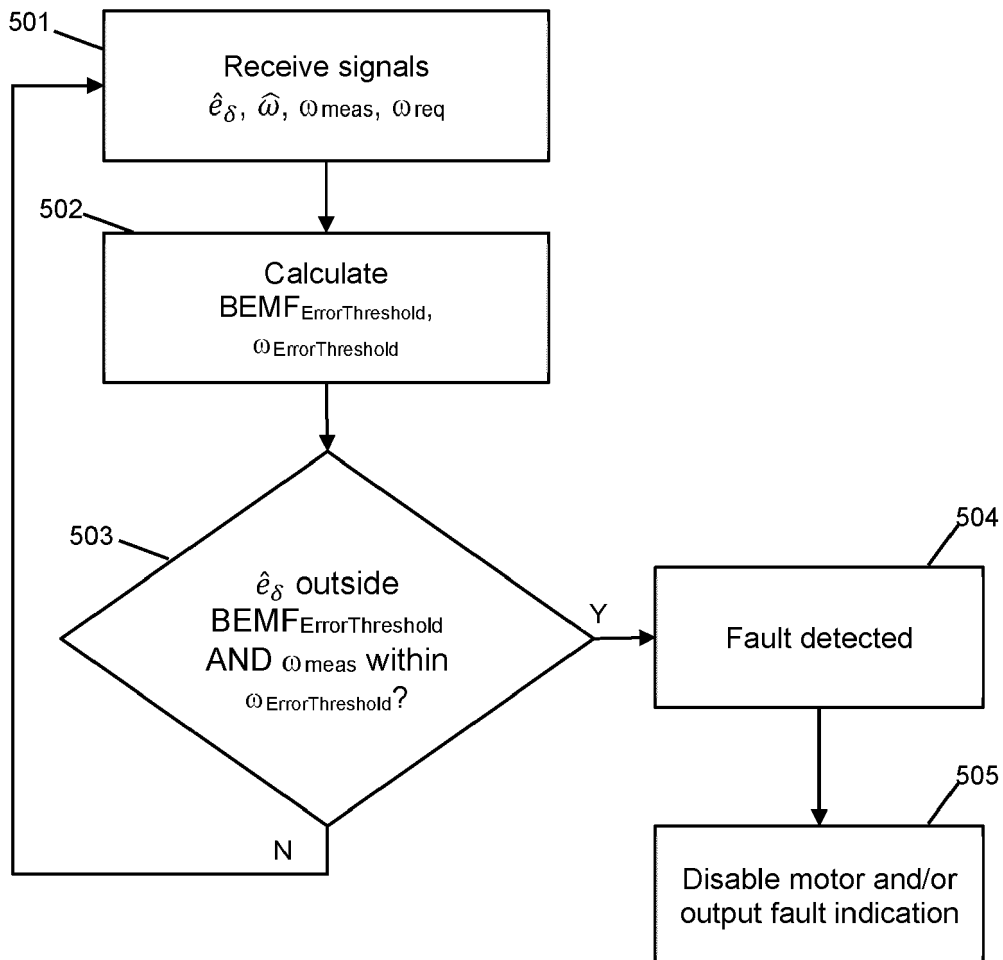 501
Receive signals
ê_δ, ω̂, ω_meas, ω_req
502
Calculate
BEMF_ErrorThreshold,
ω_ErrorThreshold
503
ê_δ outside
BEMF_ErrorThreshold
AND ω_meas within
ω_ErrorThreshold?
Y
N
504
Fault detected
505
Disable motor and/or
output fault indication